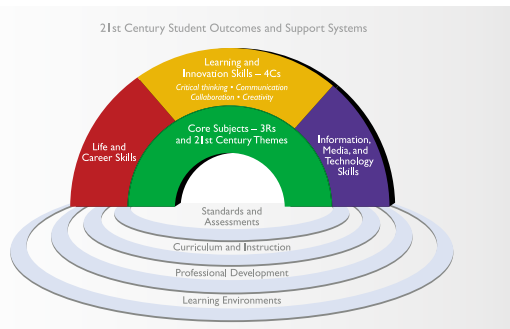 21st Century Student Outcomes and Support Systems
Learning and
Innovation Skills – 4Cs
Critical thinking • Communication
Collaboration • Creativity
Core Subjects – 3Rs
and 21st Century Themes
Life and
Career Skills
Information,
Media, and
Technology
Skills
Standards and
Assessments
Curriculum and Instruction
Professional Development
Learning Environments